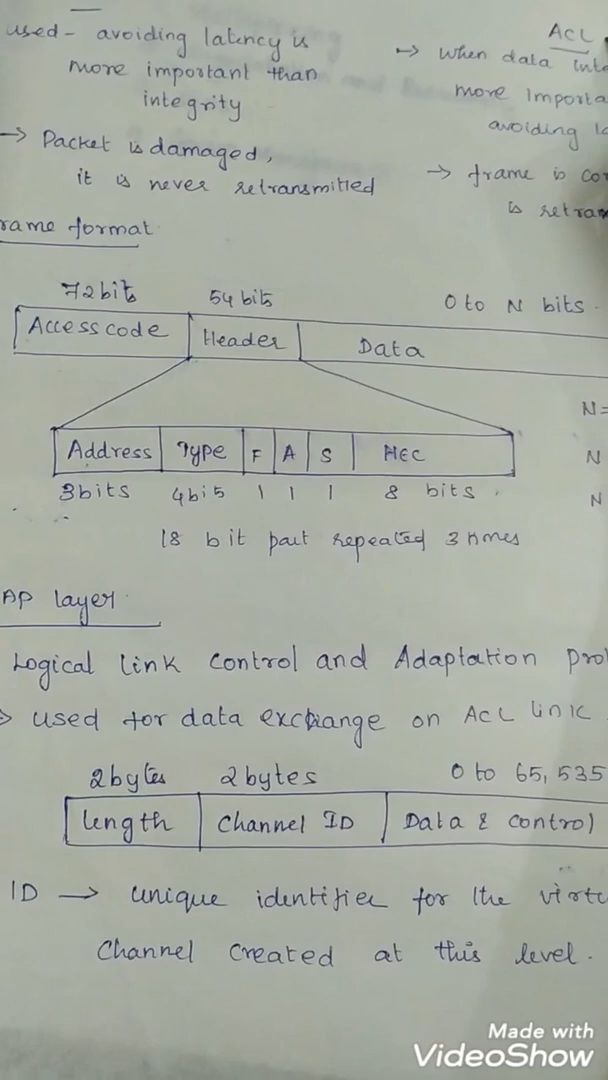 used - avoiding latency is
more important than
integrity
→ Packet is damaged,
it is never retransmitted
ACL
→ When data
more
avoiding
→ frame is
is
rame format
72 bits 54 bits 0 to N bits.
Access code Header Data
N=
N
N
Address Type F A S HEC
3bits 4bits 1 1 1 8 bits.
18 bit part repeated 3 times
AP layer
Logical link control and Adaptation
> used for data exchange on ACL link.
2bytes 2bytes 0 to 65,535
Length Channel ID Data & control
ID → unique identifier for the
Channel created at this level.
Made with
VideoShow